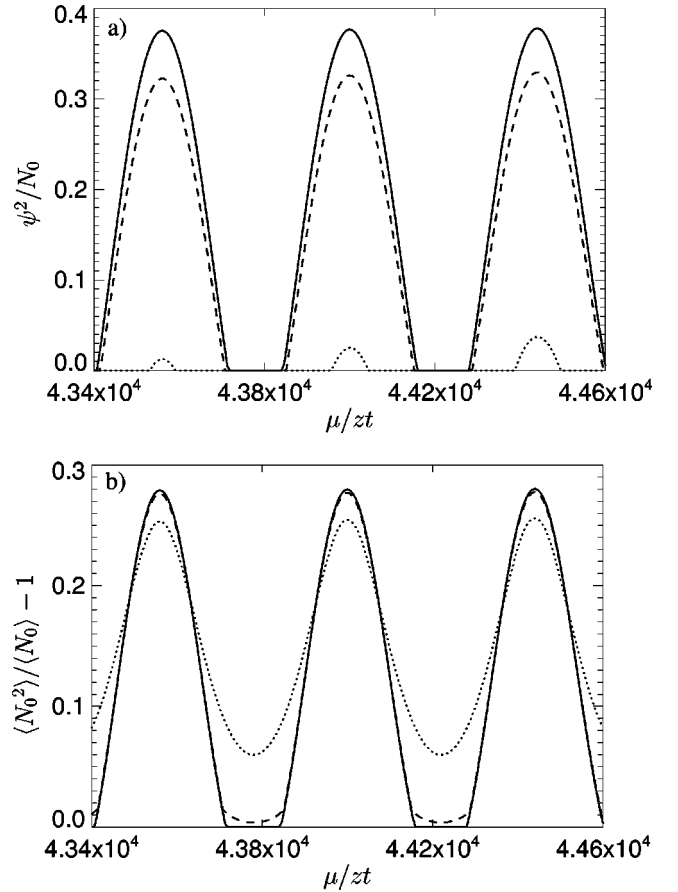 a)
0.4
0.3
0.2
0.1
0.0
ψ²/N₀
4.34x10⁴ 4.38x10⁴ 4.42x10⁴ 4.46x10⁴
μ/zt
b)
0.3
0.2
0.1
0.0
⟨N₀²⟩/⟨N₀⟩ − 1
4.34x10⁴ 4.38x10⁴ 4.42x10⁴ 4.46x10⁴
μ/zt